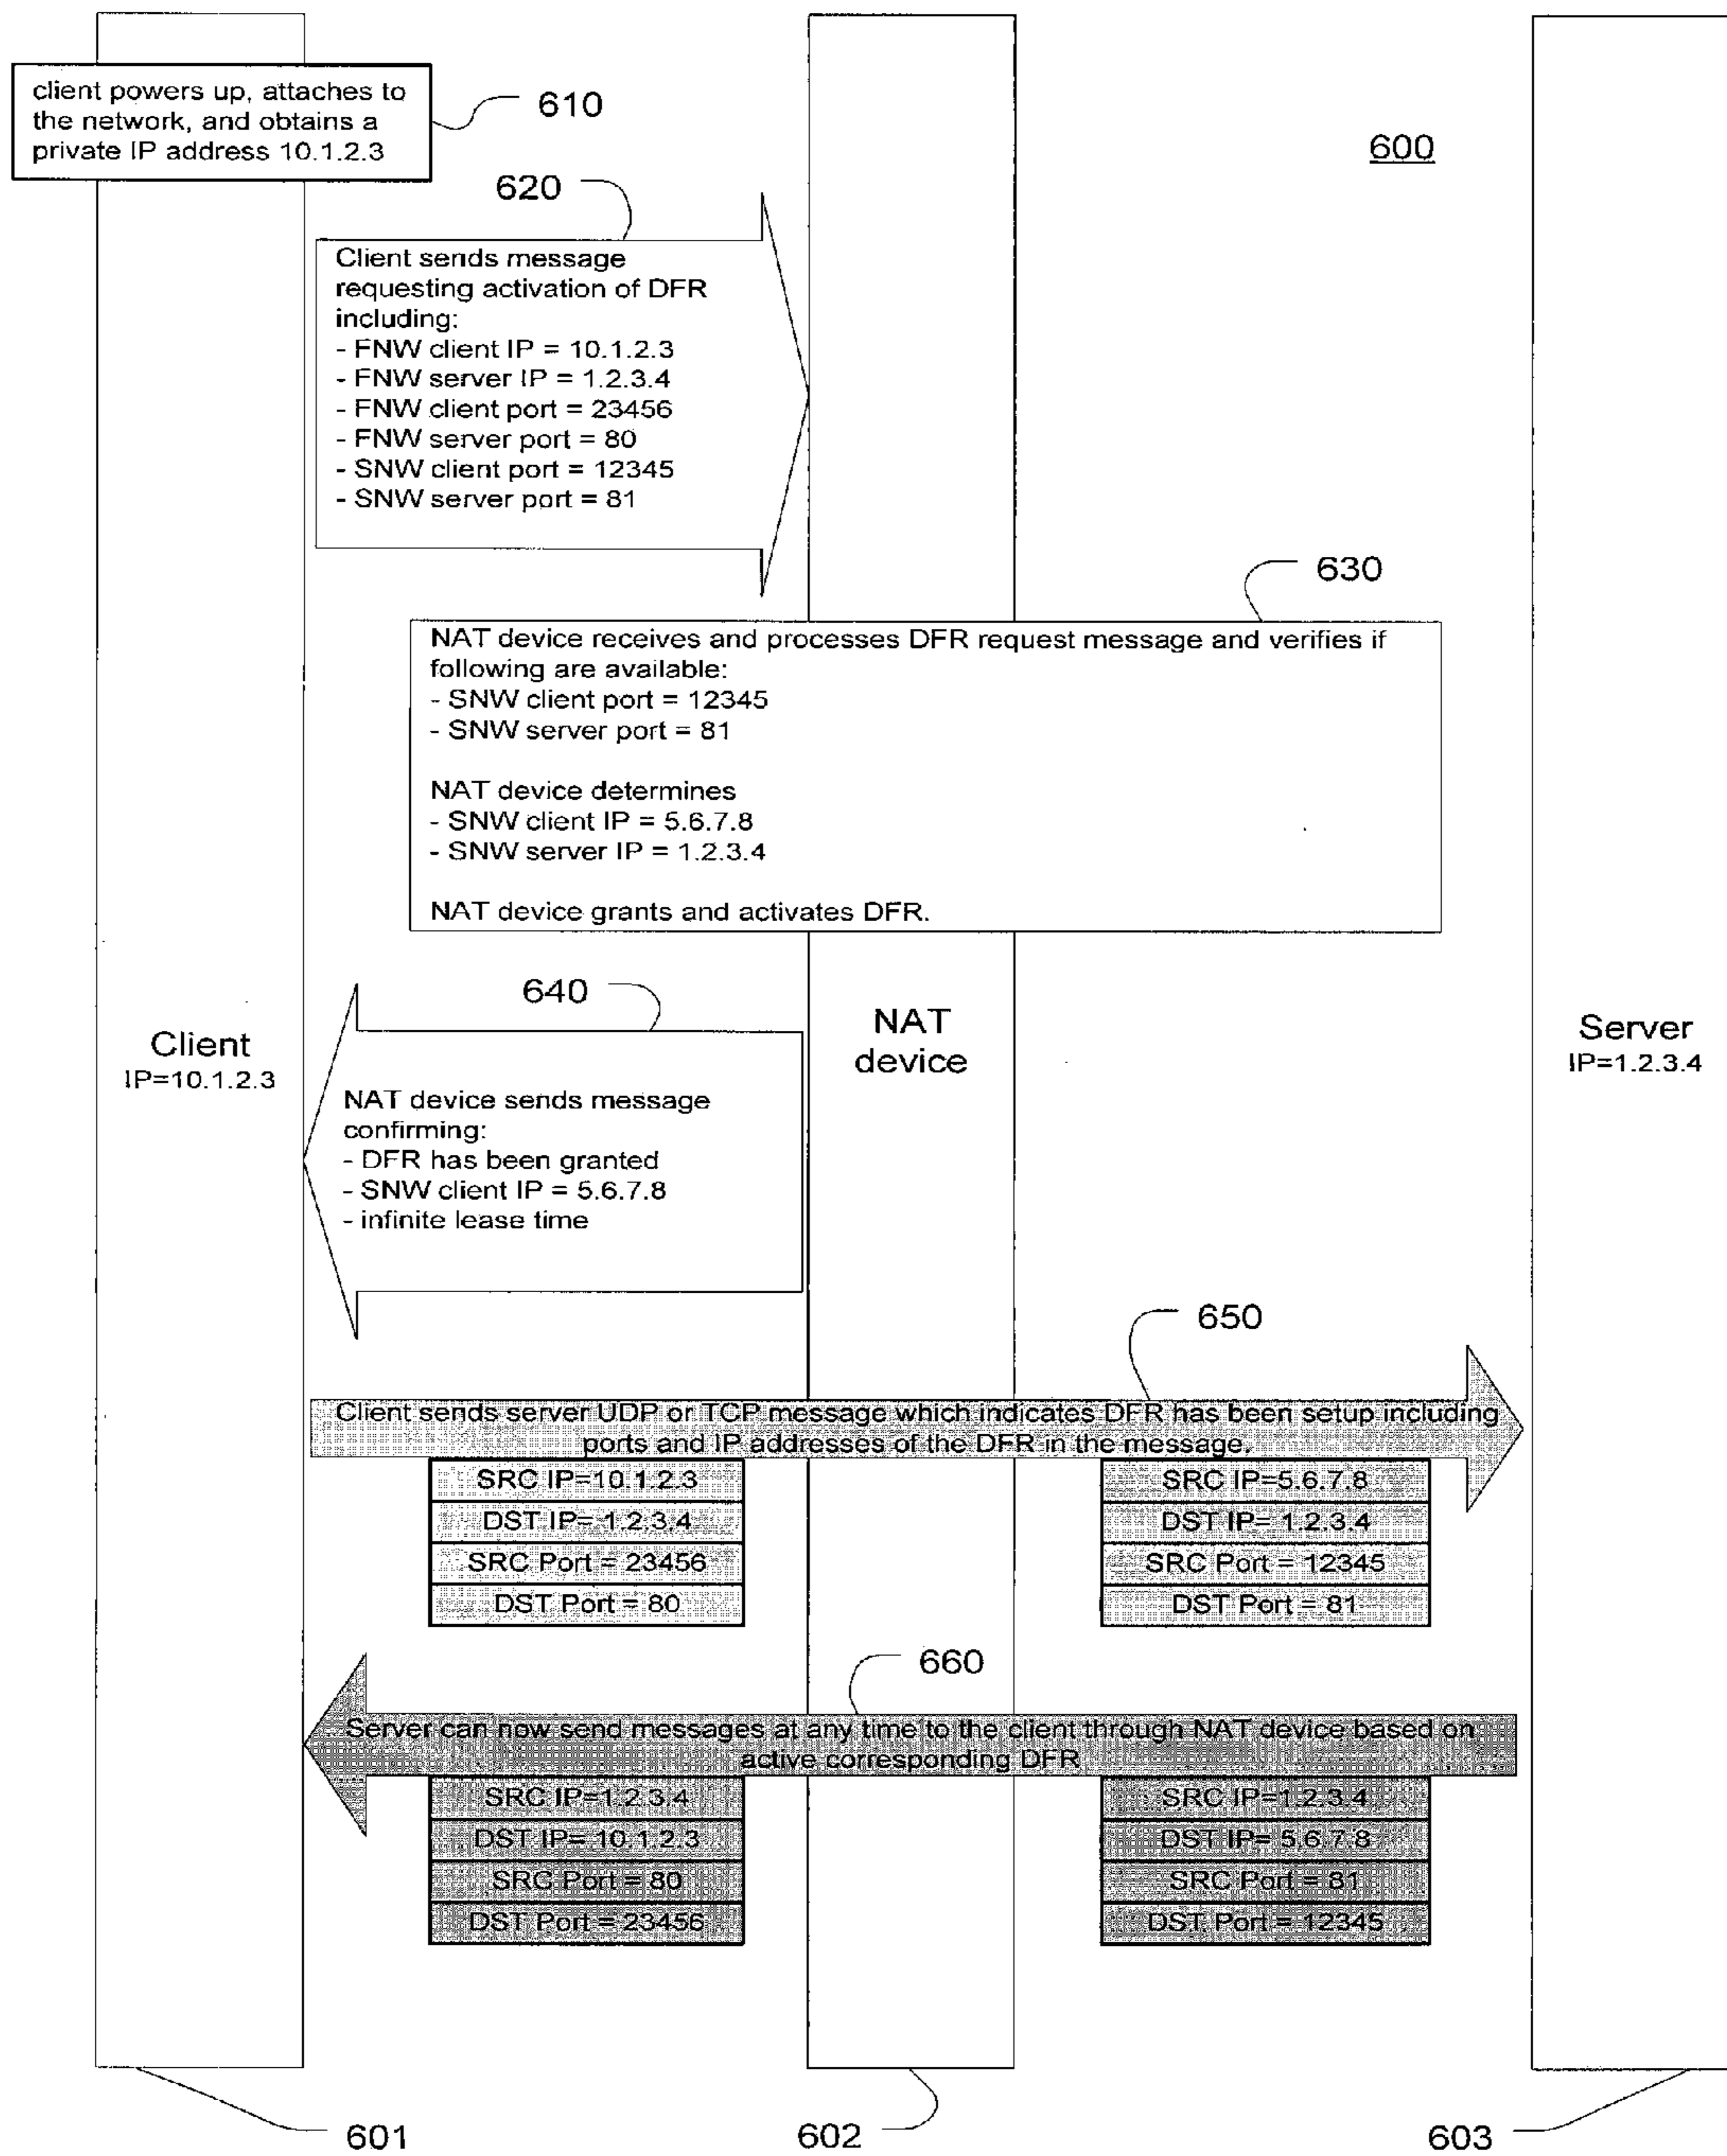 client powers up, attaches to
the network, and obtains a
private IP address 10.1.2.3
610
600
620
Client sends message
requesting activation of DFR
including:
- FNW client IP = 10.1.2.3
- FNW server IP = 1.2.3.4
- FNW client port = 23456
- FNW server port = 80
- SNW client port = 12345
- SNW server port = 81
630
NAT device receives and processes DFR request message and verifies if
following are available:
- SNW client port = 12345
- SNW server port = 81
NAT device determines
- SNW client IP = 5.6.7.8
- SNW server IP = 1.2.3.4
NAT device grants and activates DFR.
640
Client
IP=10.1.2.3
NAT
device
Server
IP=1.2.3.4
NAT device sends message
confirming:
- DFR has been granted
- SNW client IP = 5.6.7.8
- infinite lease time
650
Client sends server UDP or TCP message which indicates DFR has been setup including
ports and IP addresses of the DFR in the message.
SRC IP=10.1.2.3
DST IP= 1.2.3.4
SRC Port = 23456
DST Port = 80
SRC IP=5.6.7.8
DST IP= 1.2.3.4
SRC Port = 12345
DST Port = 81
660
Server can now send messages at any time to the client through NAT device based on
active corresponding DFR
SRC IP=1.2.3.4
DST IP= 10.1.2.3
SRC Port = 80
DST Port = 23456
SRC IP=1.2.3.4
DST IP= 5.6.7.8
SRC Port = 81
DST Port = 12345
601
602
603